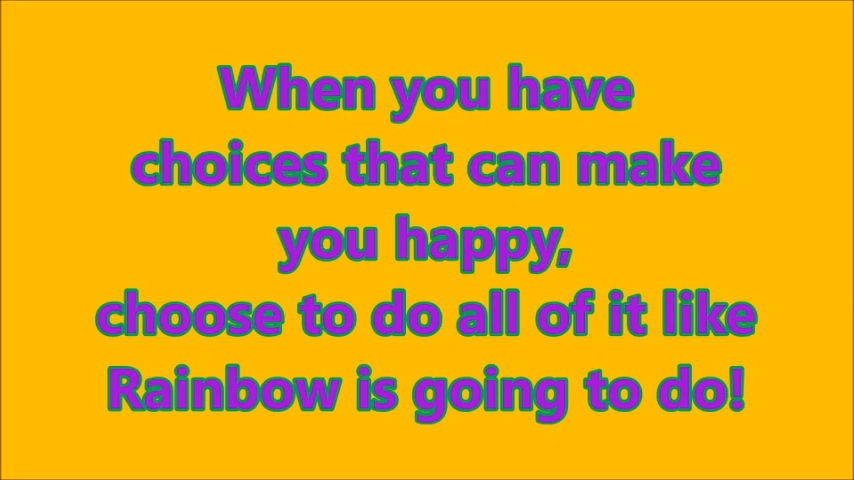 When you have
choices that can make
you happy,
choose to do all of it like
Rainbow is going to do!